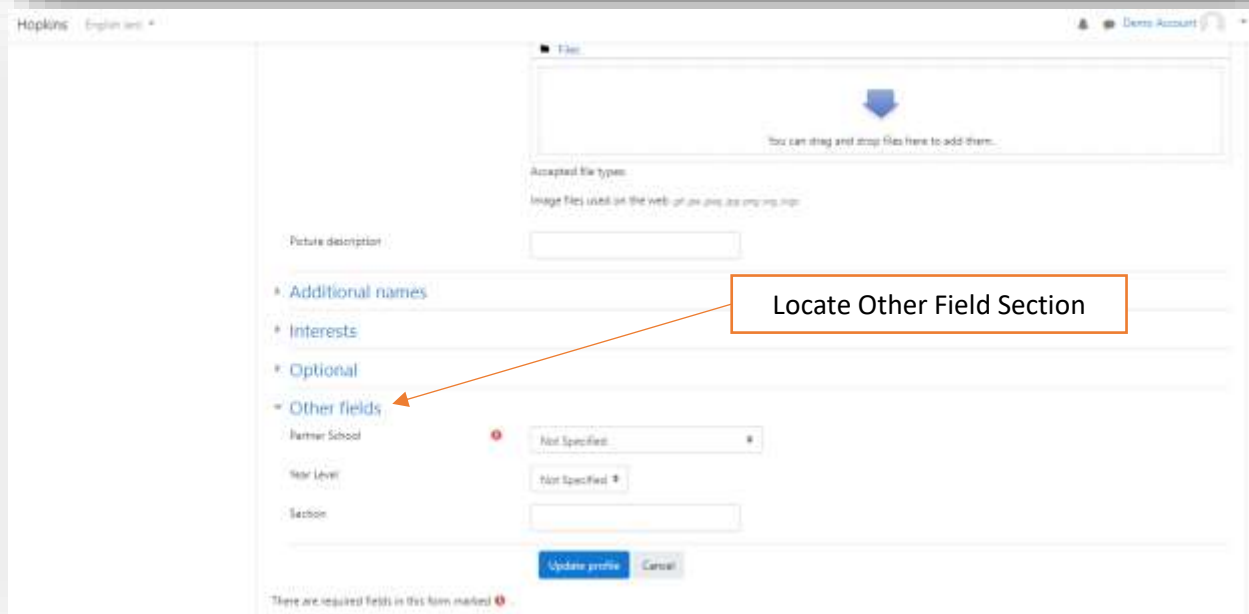 Hopkins
Demo Account
Files
You can drag and drop files here to add them.
Accepted file types:
Image files used on the web
Picture description
Additional names
Locate Other Field Section
Interests
Optional
Other fields
Partner School
Not Specified
Year Level
Not Specified
Section
Update profile Cancel
There are required fields in this form marked